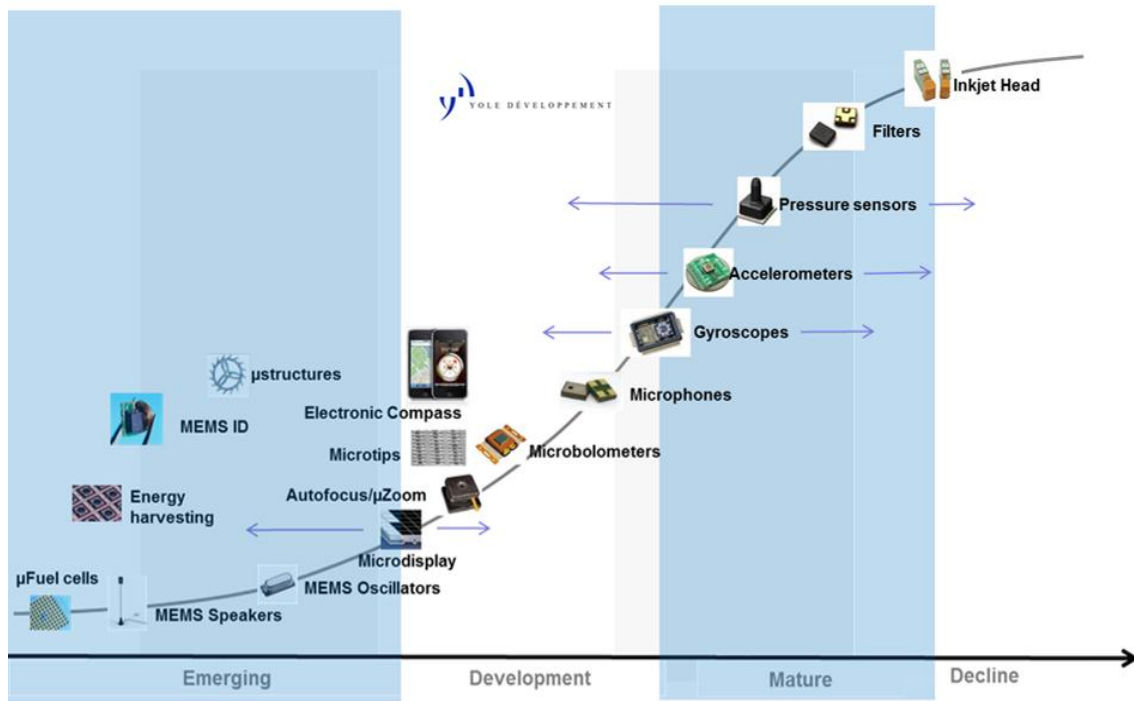 YOLE DÉVELOPPEMENT
Inkjet Head
Filters
Pressure sensors
Accelerometers
Gyroscopes
µstructures
Electronic Compass
Microphones
MEMS ID
Microtips
Microbolometers
Energy
harvesting
Autofocus/µZoom
Microdisplay
µFuel cells
MEMS Oscillators
MEMS Speakers
Emerging
Development
Mature
Decline